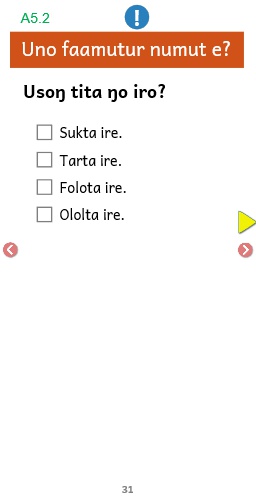 A5.2
!
Uno faamutur numut e?
Usoŋ tita ŋo iro?
Sukta ire.
Tarta ire.
Folota ire.
Ololta ire.
31